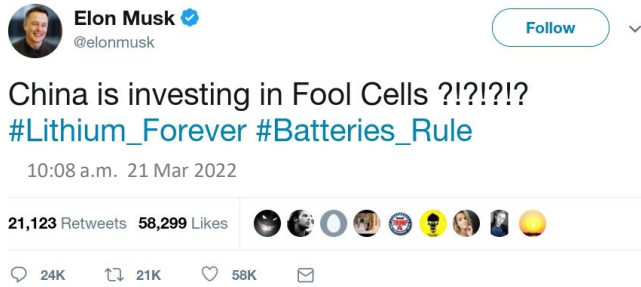 Elon Musk
@elonmusk
Follow
China is investing in Fool Cells ?!?!?!?
#Lithium_Forever #Batteries_Rule
10:08 a.m. 21 Mar 2022
21,123 Retweets 58,299 Likes
24K 21K 58K